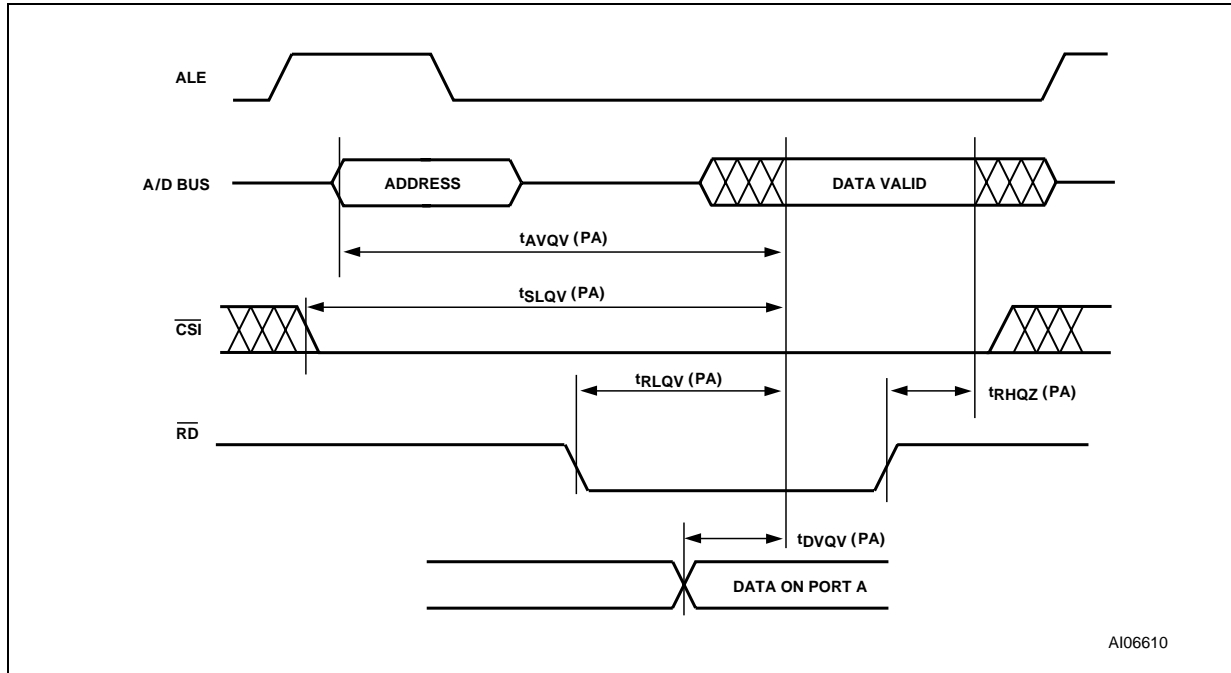 ALE
A/D BUS
ADDRESS
DATA VALID
tAVQV (PA)
tSLQV (PA)
CSI
tRLQV (PA)
tRHQZ (PA)
RD
tDVQV (PA)
DATA ON PORT A
AI06610